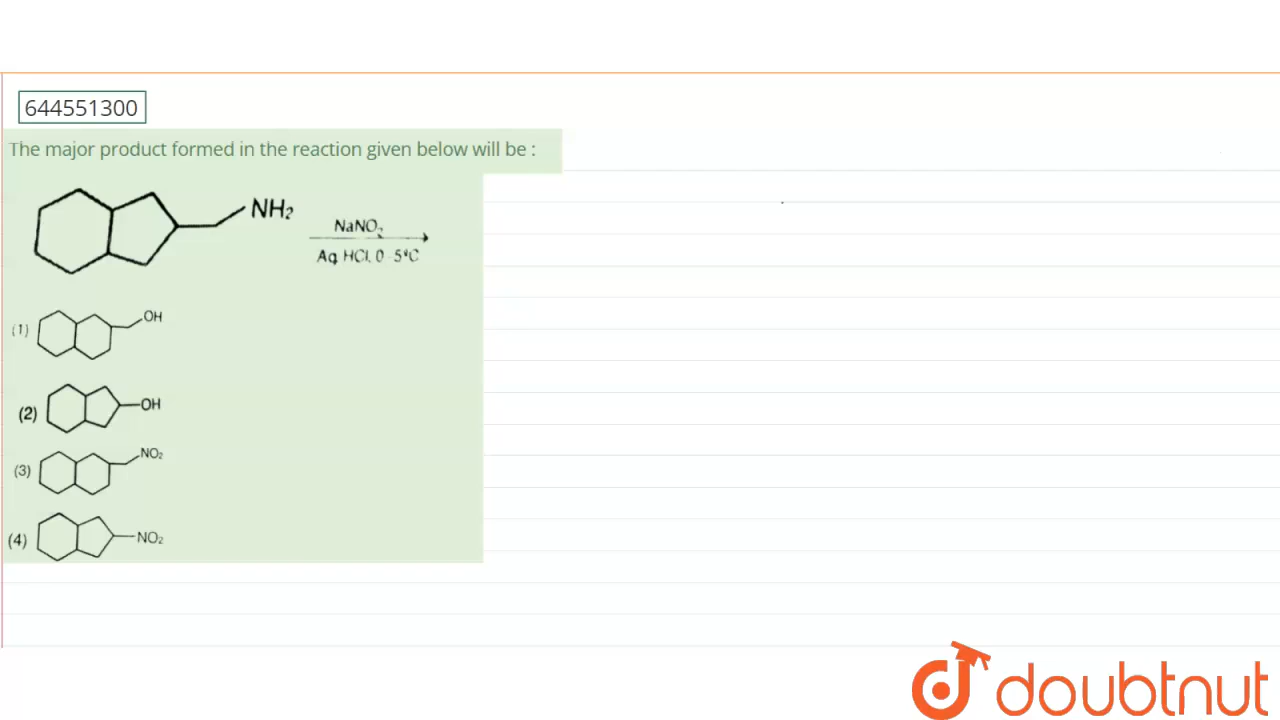 644551300
The major product formed in the reaction given below will be :
NH₂
NaNO₂
Aq HCl, 0-5°C
(1) OH
(2) OH
(3) NO₂
(4) NO₂
doubtnut